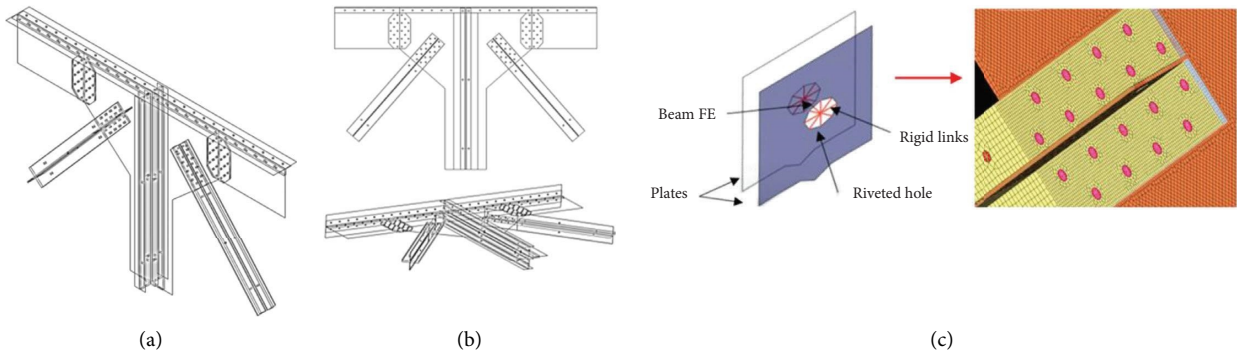 Beam FE
Rigid links
Plates
Riveted hole
(a)
(b)
(c)